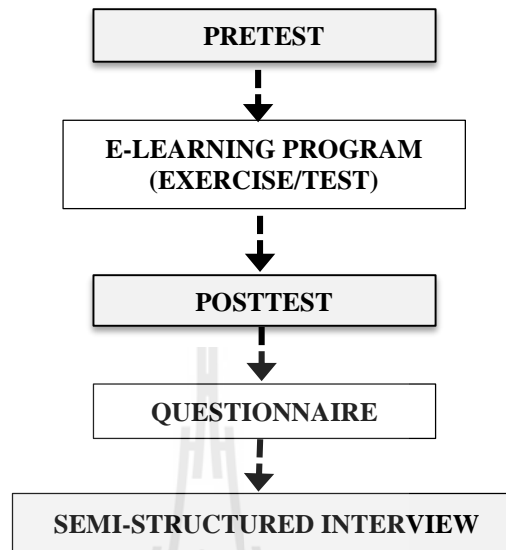 PRETEST
E-LEARNING PROGRAM
(EXERCISE/TEST)
POSTTEST
QUESTIONNAIRE
SEMI-STRUCTURED INTERVIEW